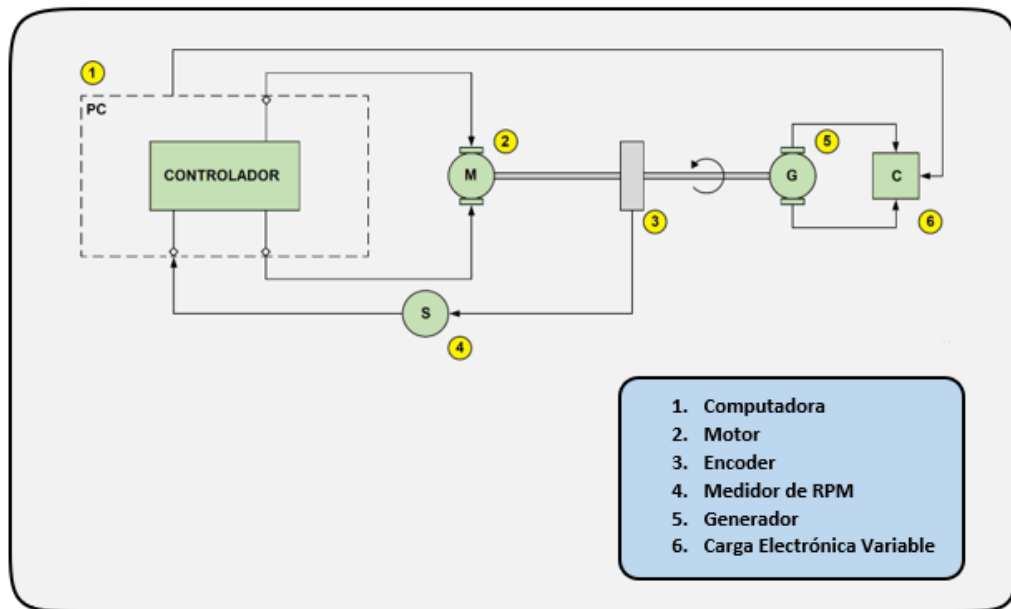 1
PC
CONTROLADOR
2
M
3
5
G
C
6
S
4
1. Computadora
2. Motor
3. Encoder
4. Medidor de RPM
5. Generador
6. Carga Electrónica Variable